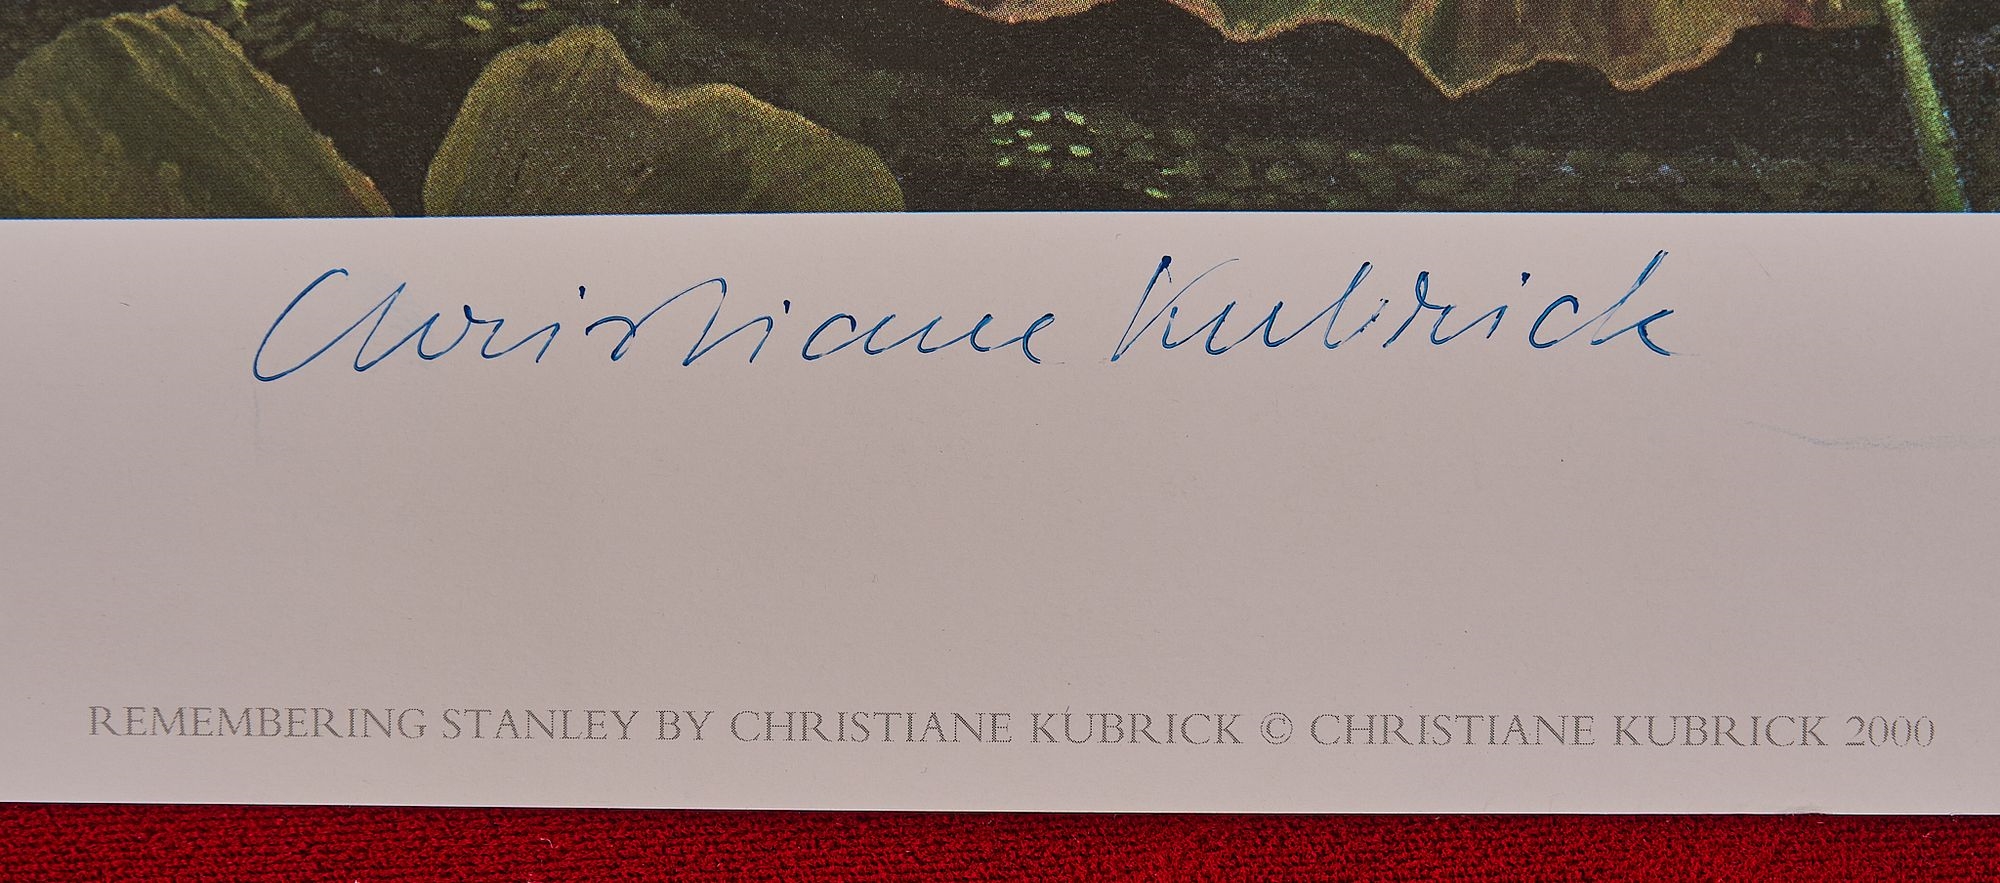 Christiane Kubrick
REMEMBERING STANLEY BY CHRISTIANE KUBRICK © CHRISTIANE KUBRICK 2000